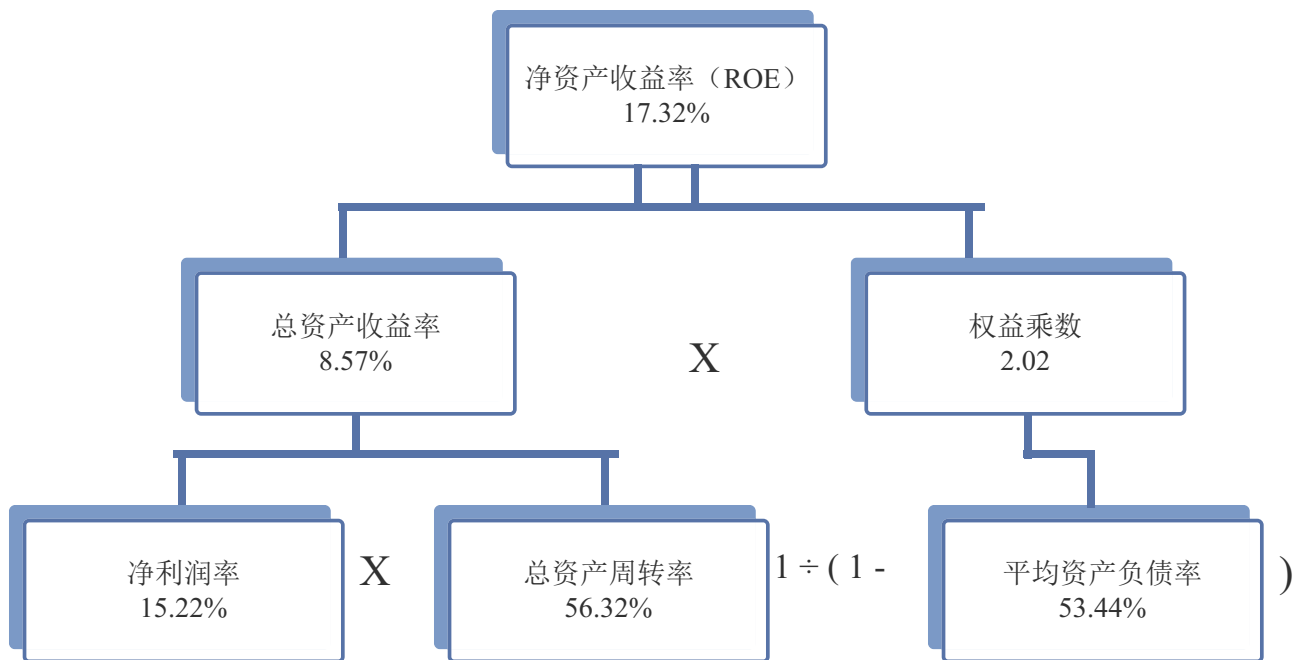 净资产收益率（ROE）
17.32%
总资产收益率
8.57%
X
权益乘数
2.02
净利润率
15.22%
X
总资产周转率
56.32%
1 ÷ ( 1 -
平均资产负债率
53.44%
)